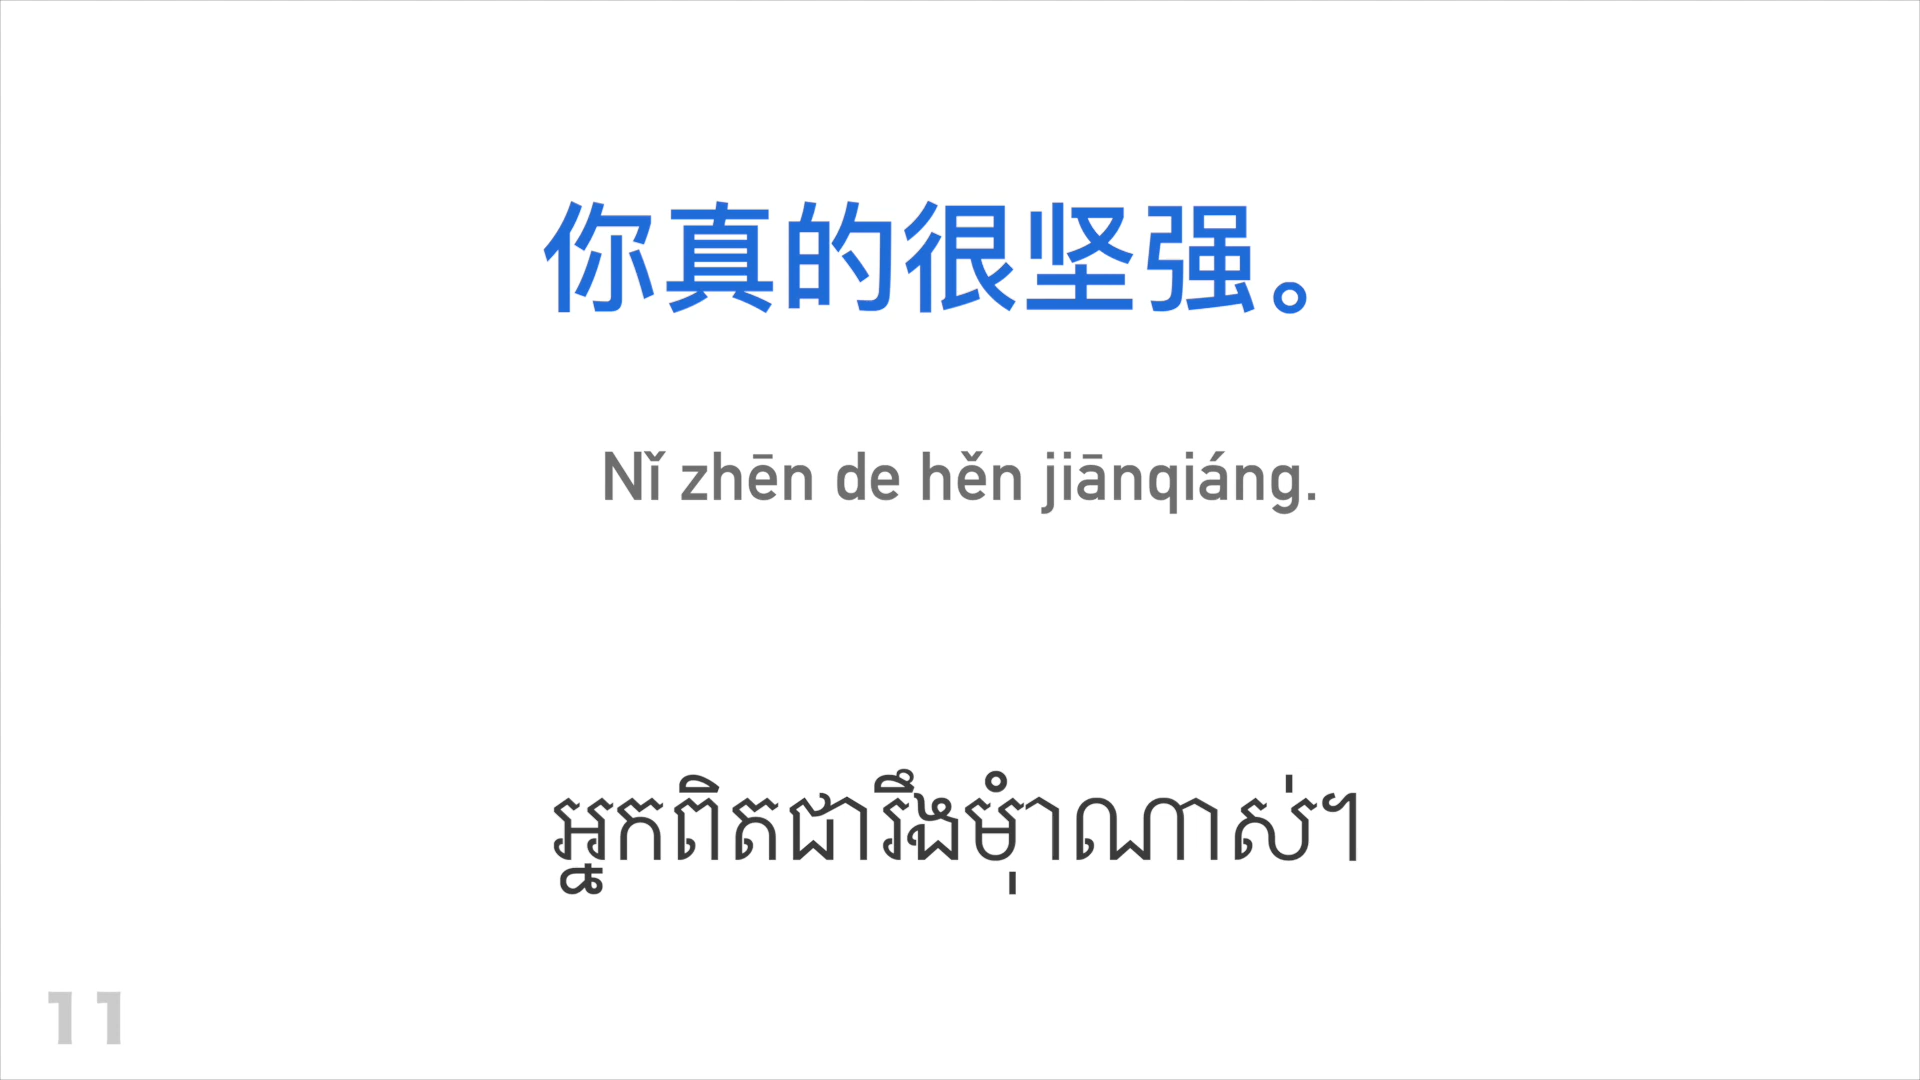 你真的很坚强。
Nǐ zhēn de hěn jiānqiáng.
អ្នកពិតជារឹងមុំាណាស់។
11